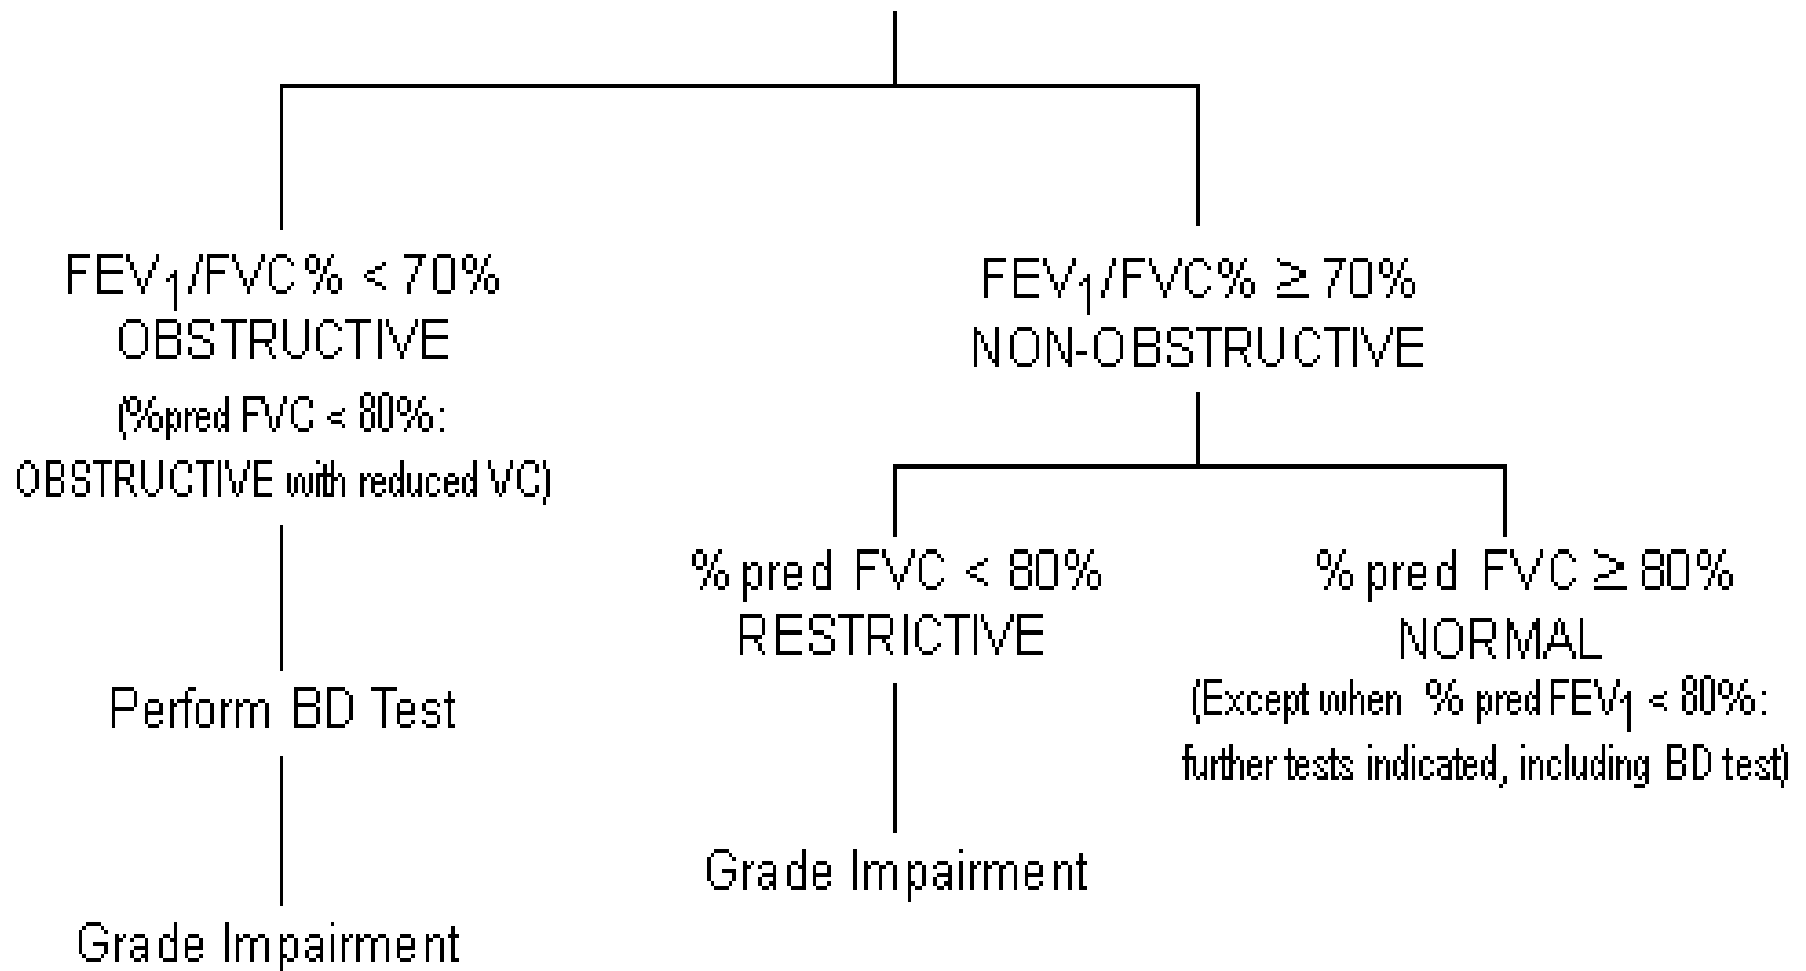 FEV1/FVC% < 70%
OBSTRUCTIVE
(%pred FVC < 80%:
OBSTRUCTIVE with reduced VC)
Perform BD Test
Grade Impairment
FEV1/FVC% ≥ 70%
NON-OBSTRUCTIVE
% pred FVC < 80%
RESTRICTIVE
Grade Impairment
% pred FVC ≥ 80%
NORMAL
(Except when % pred FEV1 < 80%:
further tests indicated, including BD test)